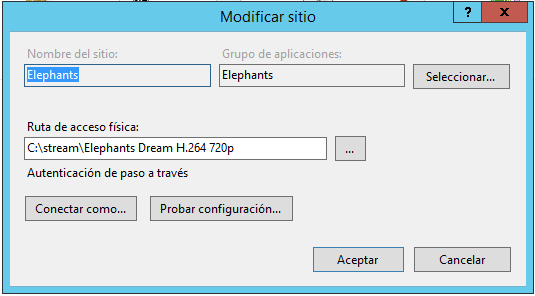 Modificar sitio
?
X
Nombre del sitio:
Grupo de aplicaciones:
Elephants
Elephants
Seleccionar...
Ruta de acceso física:
C:\stream\Elephants Dream H.264 720p
...
Autenticación de paso a través
Conectar como...
Probar configuración...
Aceptar
Cancelar